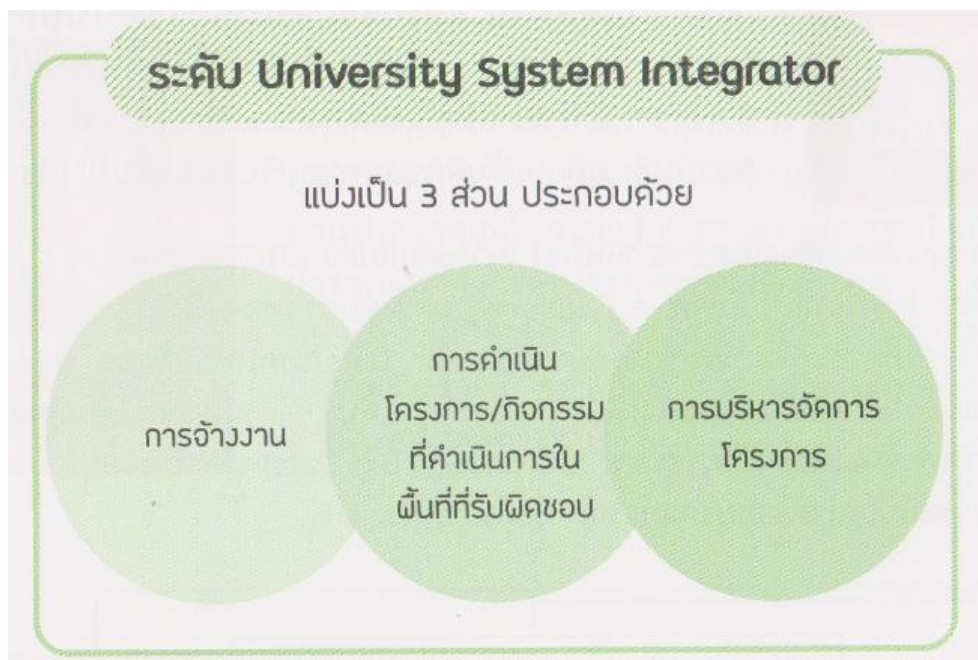 ระดับ University System Integrator
แบ่งเป็น 3 ส่วน ประกอบด้วย
การจ้างงาน
การดำเนิน
โครงการ/กิจกรรม
ที่ดำเนินการใน
พื้นที่ที่รับผิดชอบ
การบริหารจัดการ
โครงการ